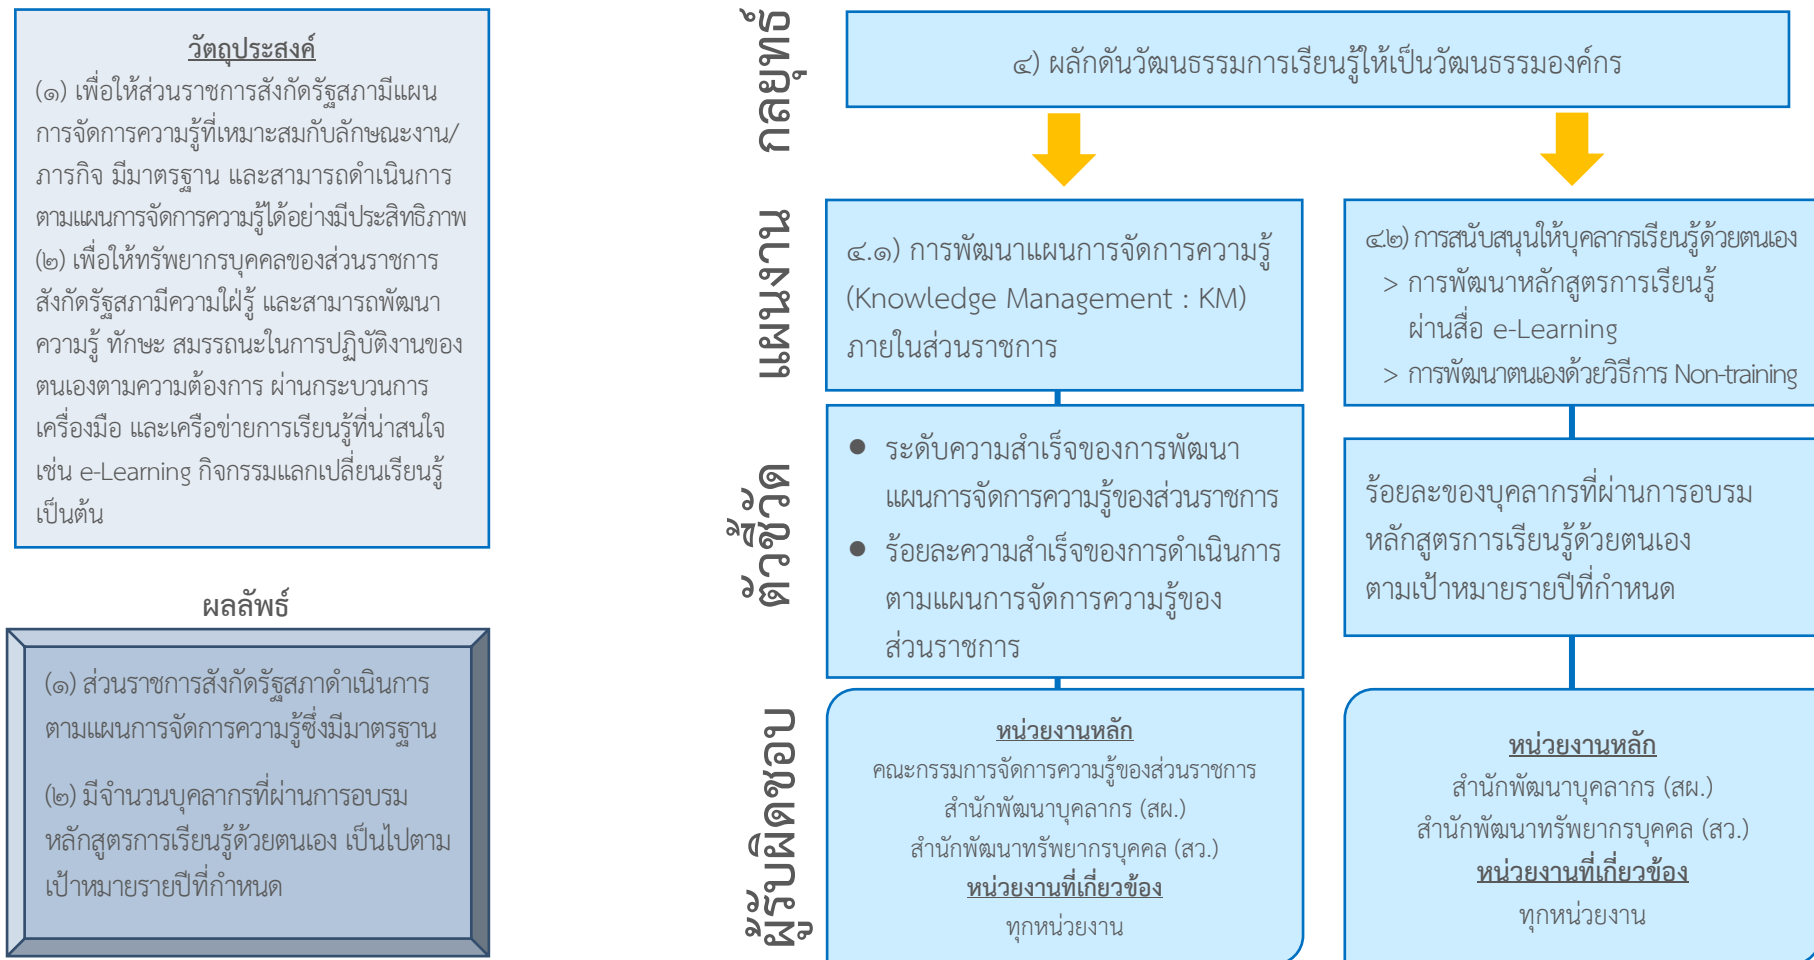 วัตถุประสงค์
(๑) เพื่อให้ส่วนราชการสังกัดรัฐสภามีแผน
การจัดการความรู้ที่เหมาะสมกับลักษณะงาน/
ภารกิจ มีมาตรฐาน และสามารถดำเนินการ
ตามแผนการจัดการความรู้ได้อย่างมีประสิทธิภาพ
(๒) เพื่อให้ทรัพยากรบุคคลของส่วนราชการ
สังกัดรัฐสภามีความใฝ่รู้ และสามารถพัฒนา
ความรู้ ทักษะ สมรรถนะในการปฏิบัติงานของ
ตนเองตามความต้องการ ผ่านกระบวนการ
เครื่องมือ และเครือข่ายการเรียนรู้ที่น่าสนใจ
เช่น e-Learning กิจกรรมแลกเปลี่ยนเรียนรู้
เป็นต้น
ผลลัพธ์
(๑) ส่วนราชการสังกัดรัฐสภาดำเนินการ
ตามแผนการจัดการความรู้ซึ่งมีมาตรฐาน
(๒) มีจำนวนบุคลากรที่ผ่านการอบรม
หลักสูตรการเรียนรู้ด้วยตนเอง เป็นไปตาม
เป้าหมายรายปีที่กำหนด
กลยุทธ์
๔) ผลักดันวัฒนธรรมการเรียนรู้ให้เป็นวัฒนธรรมองค์กร
แผนงาน
๔.๑) การพัฒนาแผนการจัดการความรู้
(Knowledge Management : KM)
ภายในส่วนราชการ
๔.๒) การสนับสนุนให้บุคลากรเรียนรู้ด้วยตนเอง
> การพัฒนาหลักสูตรการเรียนรู้
ผ่านสื่อ e-Learning
> การพัฒนาตนเองด้วยวิธีการ Non-training
ตัวชี้วัด
● ระดับความสำเร็จของการพัฒนา
แผนการจัดการความรู้ของส่วนราชการ
● ร้อยละความสำเร็จของการดำเนินการ
ตามแผนการจัดการความรู้ของ
ส่วนราชการ
ร้อยละของบุคลากรที่ผ่านการอบรม
หลักสูตรการเรียนรู้ด้วยตนเอง
ตามเป้าหมายรายปีที่กำหนด
ผู้รับผิดชอบ
หน่วยงานหลัก
คณะกรรมการจัดการความรู้ของส่วนราชการ
สำนักพัฒนาบุคลากร (สผ.)
สำนักพัฒนาทรัพยากรบุคคล (สว.)
หน่วยงานที่เกี่ยวข้อง
ทุกหน่วยงาน
หน่วยงานหลัก
สำนักพัฒนาบุคลากร (สผ.)
สำนักพัฒนาทรัพยากรบุคคล (สว.)
หน่วยงานที่เกี่ยวข้อง
ทุกหน่วยงาน